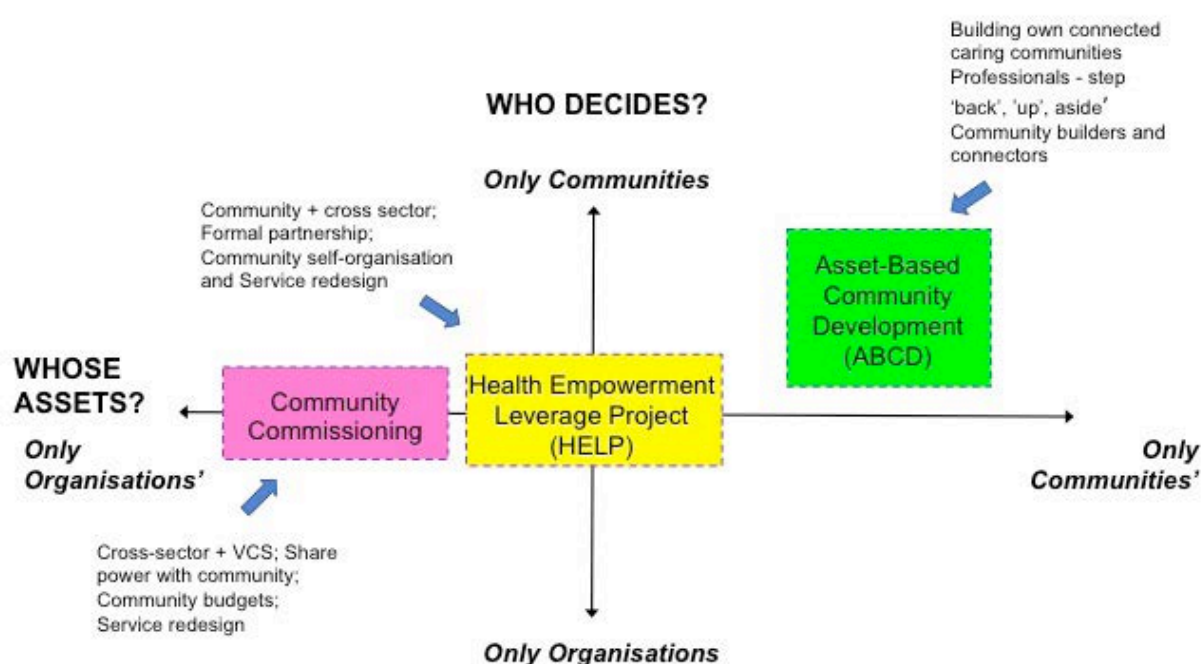 Building own connected
caring communities
Professionals - step
‘back’, ’up’, aside’
Community builders and
connectors
WHO DECIDES?
Only Communities
Community + cross sector;
Formal partnership;
Community self-organisation
and Service redesign
Asset-Based
Community
Development
(ABCD)
WHOSE
ASSETS?
Only
Organisations’
Community
Commissioning
Health Empowerment
Leverage Project
(HELP)
Only
Communities’
Cross-sector + VCS; Share
power with community;
Community budgets;
Service redesign
Only Organisations